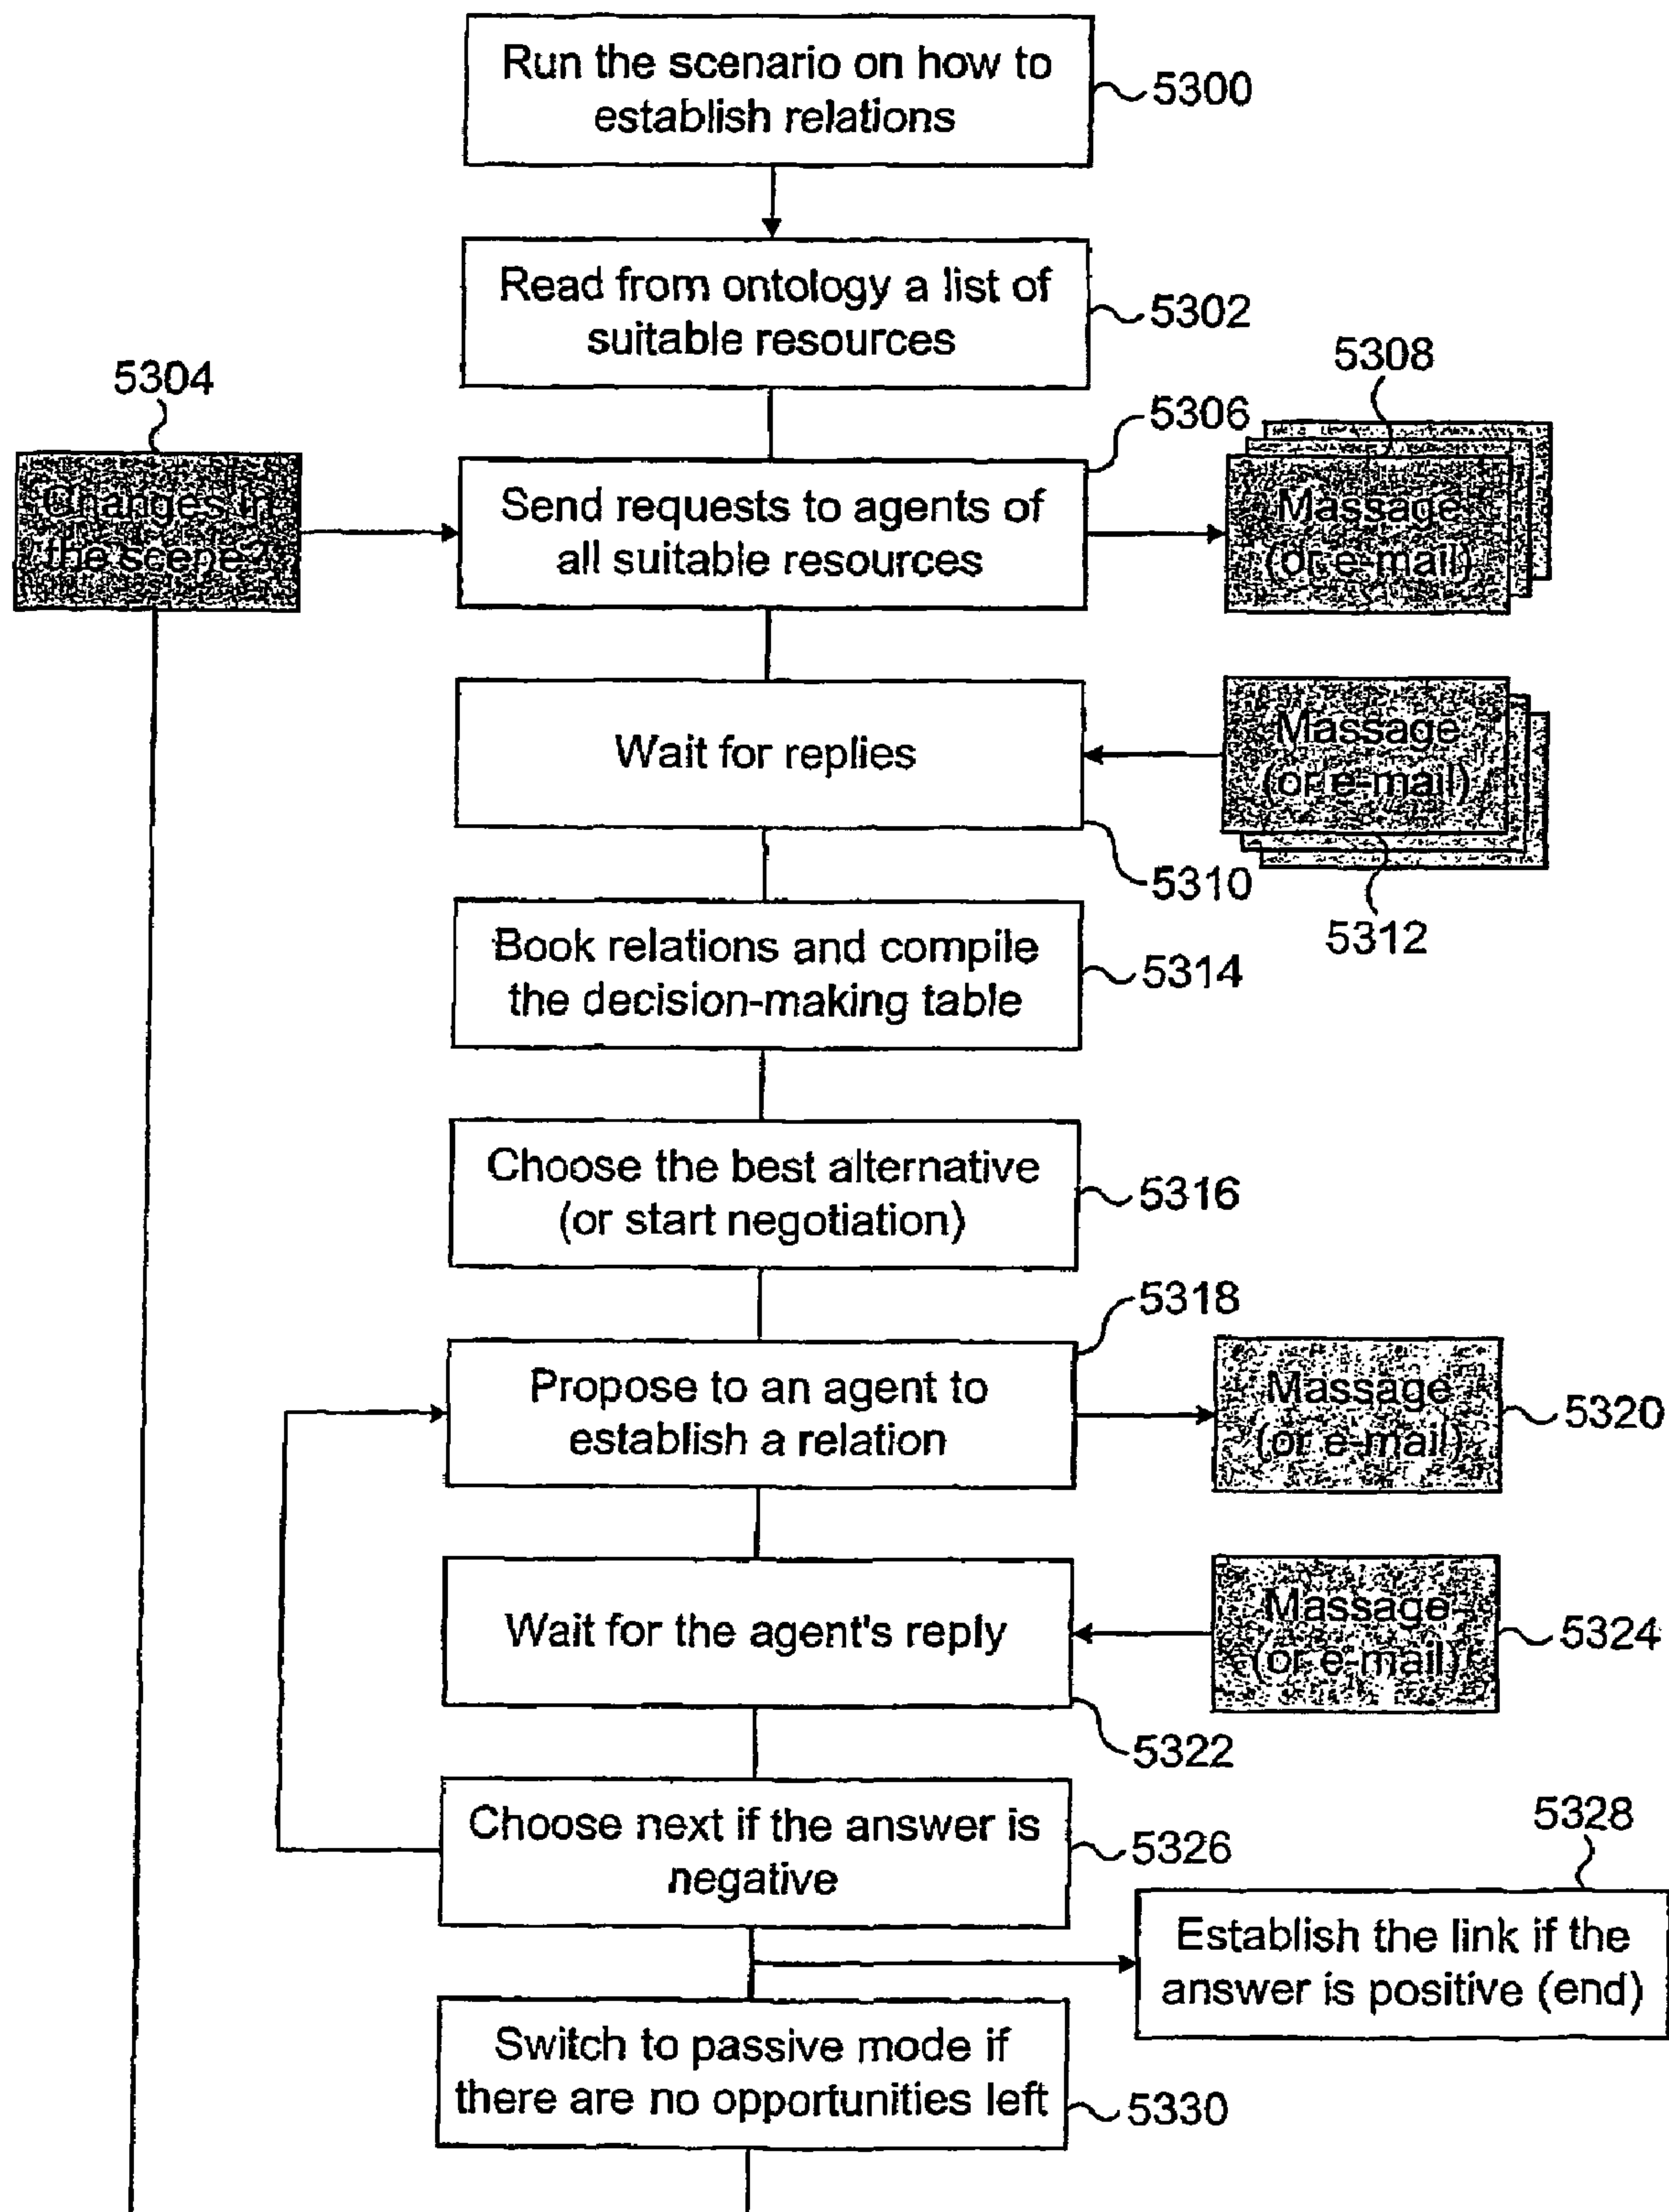 Run the scenario on how to
establish relations
5300
Read from ontology a list of
suitable resources
5302
5304
Changes in
the scene?
5306
Send requests to agents of
all suitable resources
5308
Massage
(or e-mail)
Wait for replies
5310
Massage
(or e-mail)
5312
Book relations and compile
the decision-making table
5314
Choose the best alternative
(or start negotiation)
5316
5318
Propose to an agent to
establish a relation
Massage
(or e-mail)
5320
Wait for the agent's reply
5322
Massage
(or e-mail)
5324
Choose next if the answer is
negative
5326
5328
Establish the link if the
answer is positive (end)
Switch to passive mode if
there are no opportunities left
5330